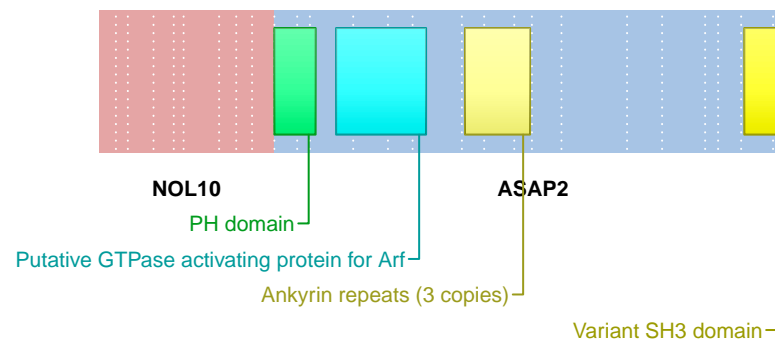 NOL10
ASAP2
PH domain
Putative GTPase activating protein for Arf
Ankyrin repeats (3 copies)
Variant SH3 domain